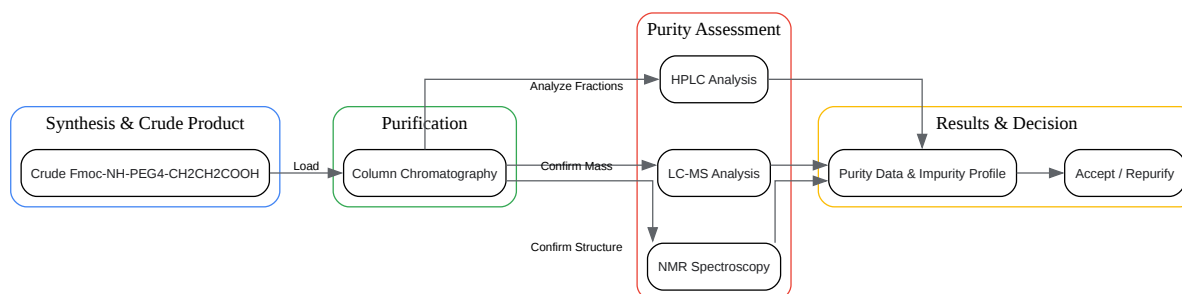 Purity Assessment
HPLC Analysis
Analyze Fractions
Synthesis & Crude Product
Purification
Results & Decision
Crude Fmoc-NH-PEG4-CH2CH2COOH
Load
Column Chromatography
Confirm Mass
LC-MS Analysis
Purity Data & Impurity Profile
Accept / Repurify
Confirm Structure
NMR Spectroscopy